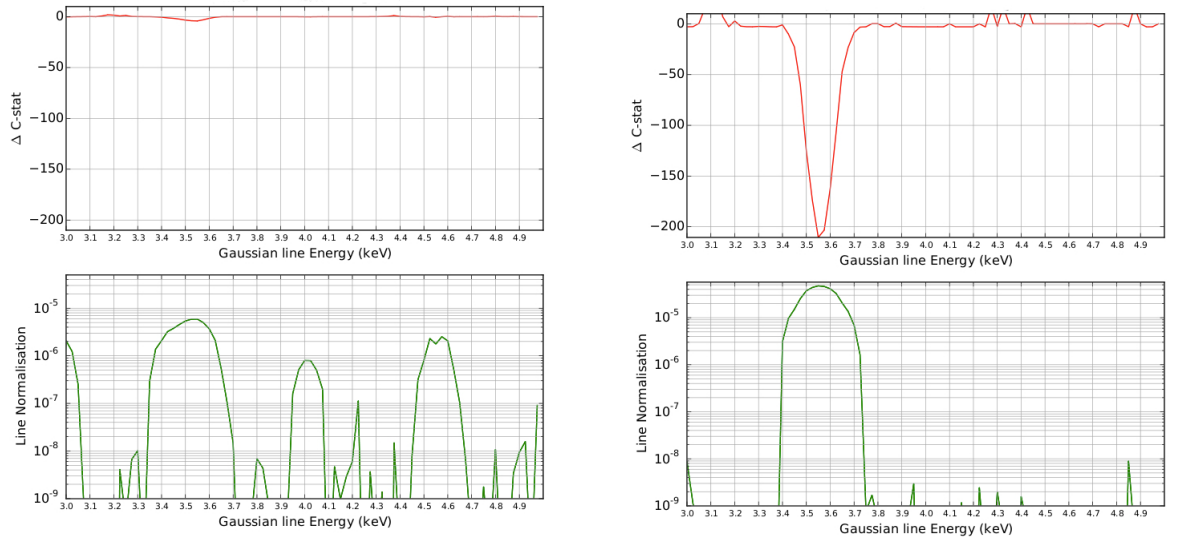 0
−50
−100
−150
−200
Δ C-stat
3.0 3.1 3.2 3.3 3.4 3.5 3.6 3.7 3.8 3.9 4.0 4.1 4.2 4.3 4.4 4.5 4.6 4.7 4.8 4.9
Gaussian line Energy (keV)
0
−50
−100
−150
−200
Δ C-stat
3.0 3.1 3.2 3.3 3.4 3.5 3.6 3.7 3.8 3.9 4.0 4.1 4.2 4.3 4.4 4.5 4.6 4.7 4.8 4.9
Gaussian line Energy (keV)
10⁻⁵
10⁻⁶
10⁻⁷
10⁻⁸
10⁻⁹
Line Normalisation
3.0 3.1 3.2 3.3 3.4 3.5 3.6 3.7 3.8 3.9 4.0 4.1 4.2 4.3 4.4 4.5 4.6 4.7 4.8 4.9
Gaussian line Energy (keV)
10⁻⁵
10⁻⁶
10⁻⁷
10⁻⁸
10⁻⁹
Line Normalisation
3.0 3.1 3.2 3.3 3.4 3.5 3.6 3.7 3.8 3.9 4.0 4.1 4.2 4.3 4.4 4.5 4.6 4.7 4.8 4.9
Gaussian line Energy (keV)